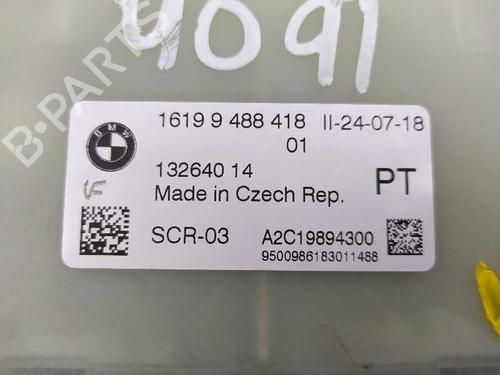 4091
B-PARTS
BMW
1619 9 488 418 II-24-07-18
01
132640 14
Made in Czech Rep.
PT
SCR-03 A2C19894300
9500986183011488